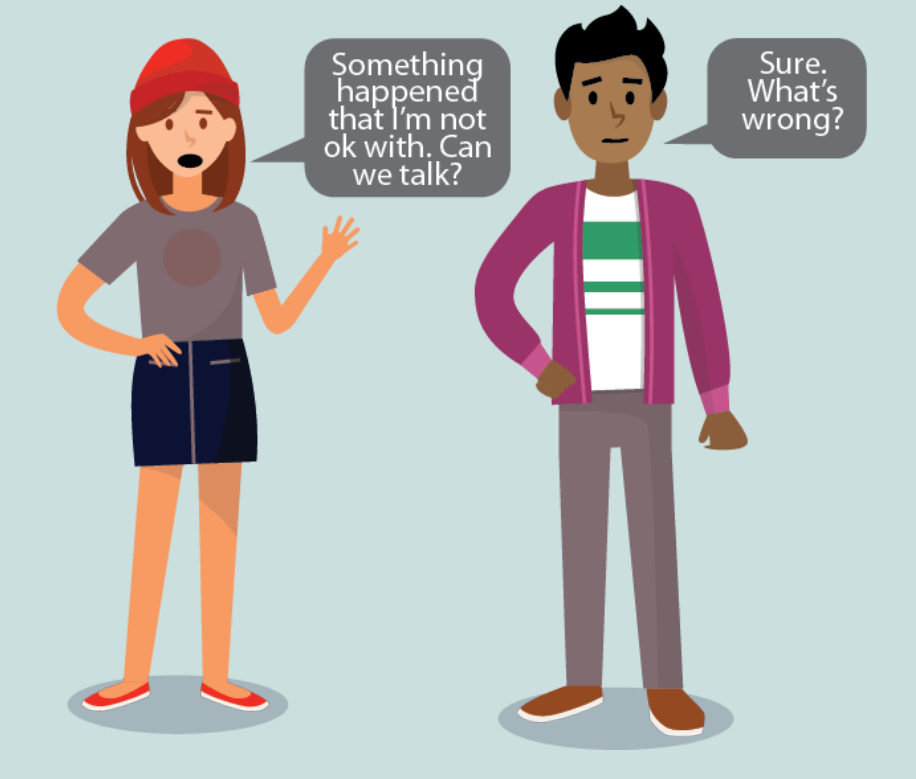 Something
happened
that I'm not
ok with. Can
we talk?
Sure.
What's
wrong?